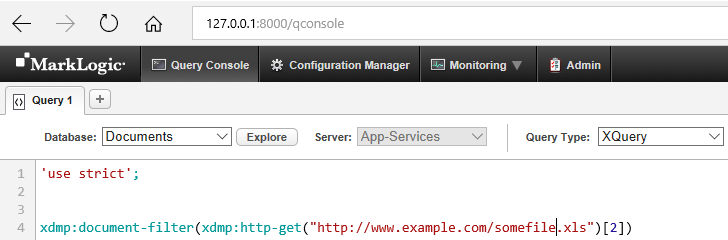 127.0.0.1:8000/qconsole
MarkLogic Query Console Configuration Manager Monitoring Admin
Query 1
Database: Documents Explore Server: App-Services Query Type: XQuery
1 'use strict';
2
3
4 xdmp:document-filter(xdmp:http-get("http://www.example.com/somefile.xls")[2])